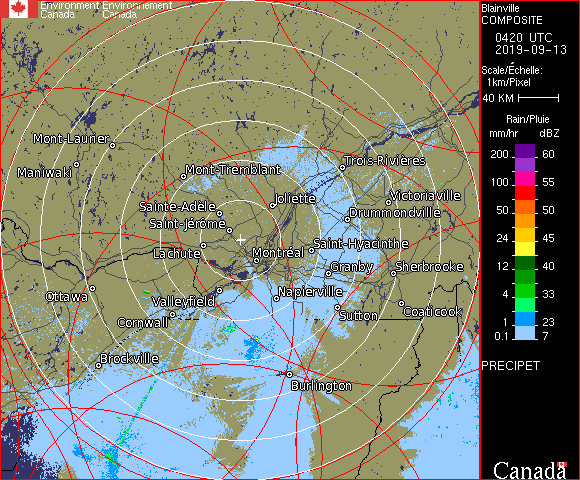 Environment Environnement
Canada Canada
Blainville
COMPOSITE
0420 UTC
2019-09-13
Scale/Échelle:
1km/Pixel
40 KM
Rain/Pluie
mm/hr dBZ
200 60
100 55
50 50
24 45
12 40
4 33
1 23
0.1 7
PRECIPET
Canada
Mont-Laurier
Maniwaki
Mont-Tremblant
Trois-Rivières
Joliette
Victoriaville
Sainte-Adèle
Drummondville
Saint-Jérôme
Lachute
Montréal
Saint-Hyacinthe
Granby
Sherbrooke
Ottawa
Valleyfield
Napierville
Cornwall
Sutton
Coaticook
Brockville
Burlington